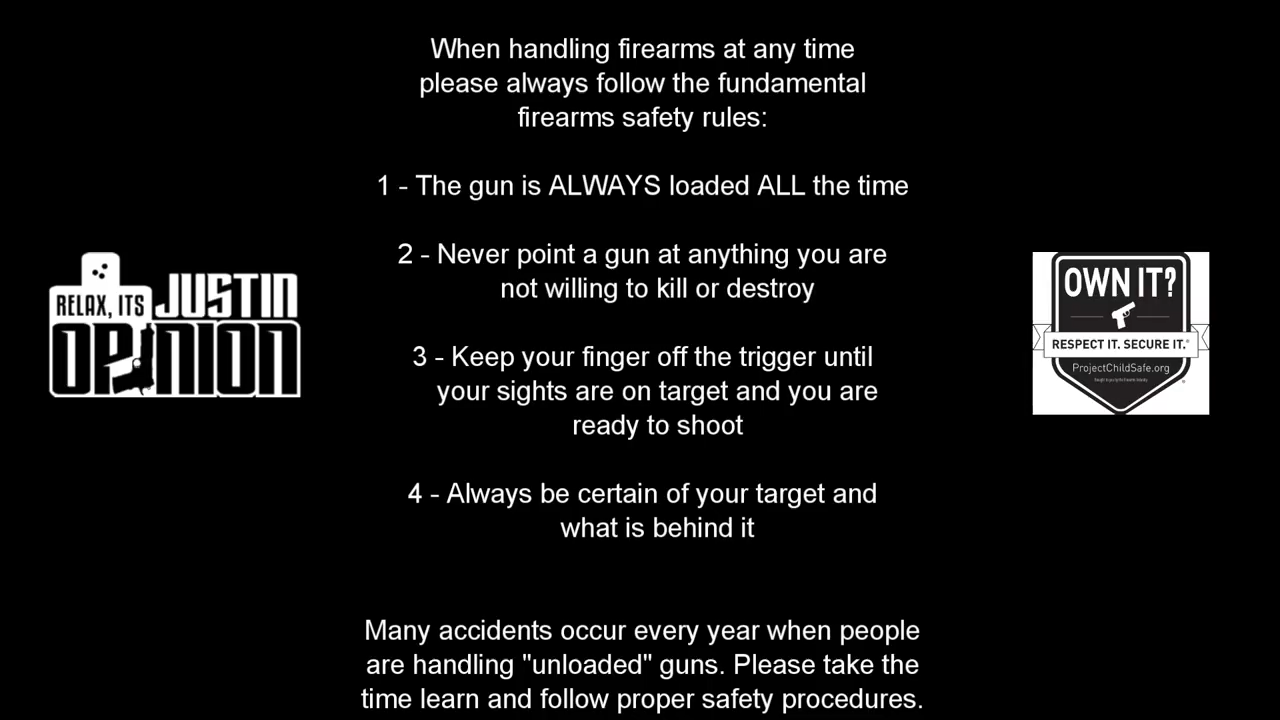 When handling firearms at any time
please always follow the fundamental
firearms safety rules:
1 - The gun is ALWAYS loaded ALL the time
2 - Never point a gun at anything you are
not willing to kill or destroy
3 - Keep your finger off the trigger until
your sights are on target and you are
ready to shoot
4 - Always be certain of your target and
what is behind it
Many accidents occur every year when people
are handling "unloaded" guns. Please take the
time learn and follow proper safety procedures.
RELAX, ITS JUSTIN
OPINION
OWN IT?
RESPECT IT. SECURE IT.®
ProjectChildSafe.org